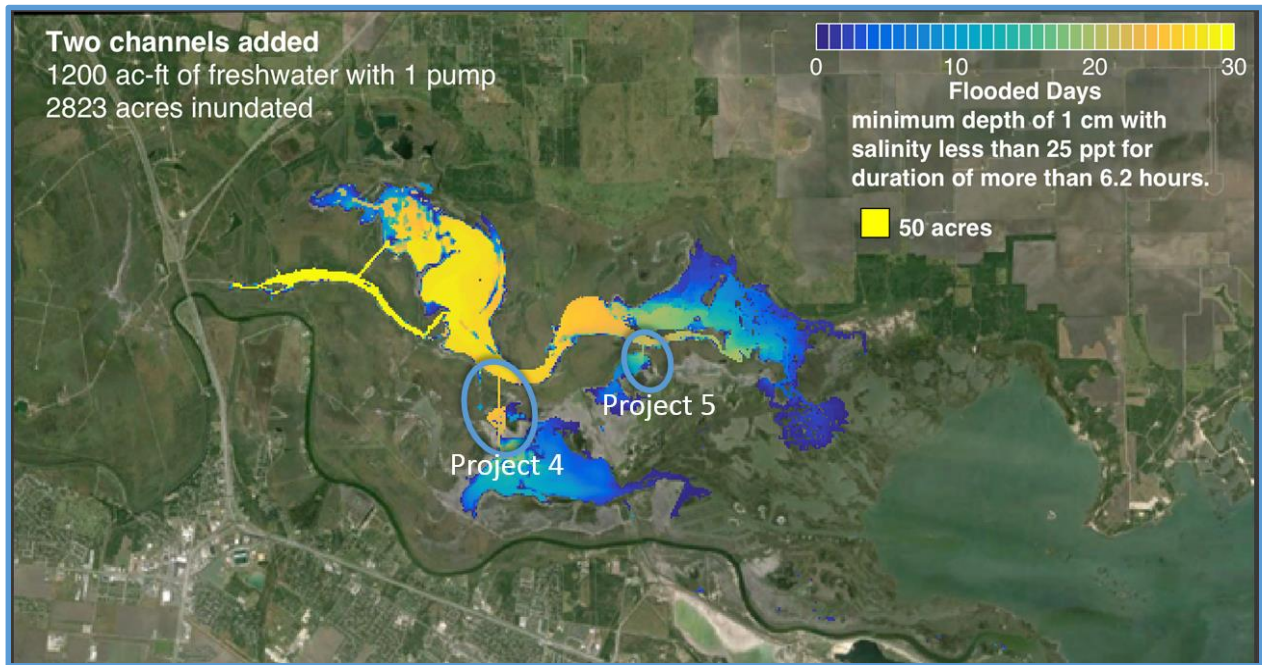 Two channels added
1200 ac-ft of freshwater with 1 pump
2823 acres inundated
0 10 20 30
Flooded Days
minimum depth of 1 cm with
salinity less than 25 ppt for
duration of more than 6.2 hours.
50 acres
Project 5
Project 4